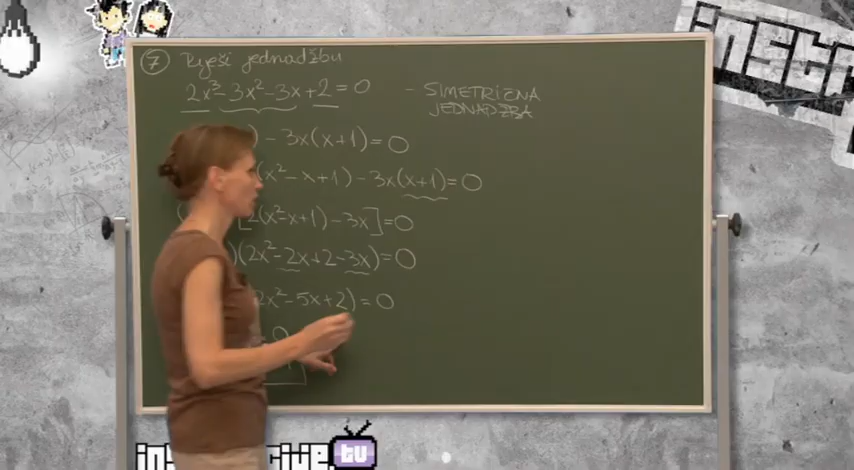 ⑦ Riješi jednadžbu
2x³-3x²-3x+2=0 - SIMETRIČNA
JEDNADŽBA
) - 3x(x+1)=0
(x²-x+1) - 3x(x+1)=0
[2(x²-x+1) - 3x]=0
)(2x²-2x+2-3x)=0
2x²-5x+2)=0
tv